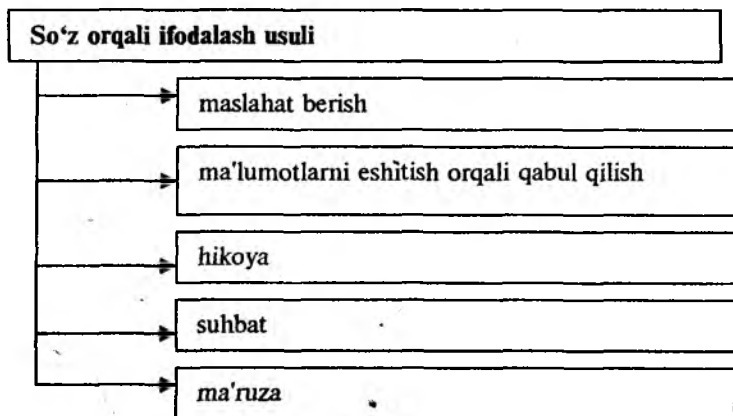 So‘z orqali ifodalash usuli
maslahat berish
ma'lumotlarni eshitish orqali qabul qilish
hikoya
suhbat
ma'ruza